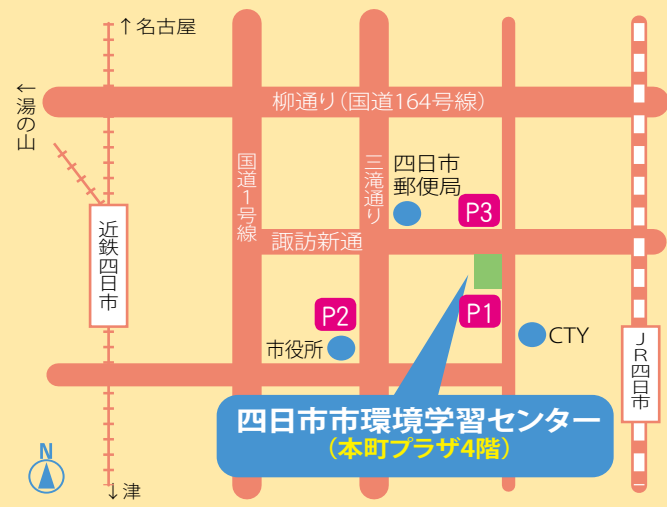 ↑名古屋
←湯の山
柳通り(国道164号線)
国道1号線
三滝通り
四日市
郵便局
P3
近鉄四日市
諏訪新通
P2
P1
市役所
CTY
JR四日市
四日市市環境学習センター
(本町プラザ4階)
N
↓津